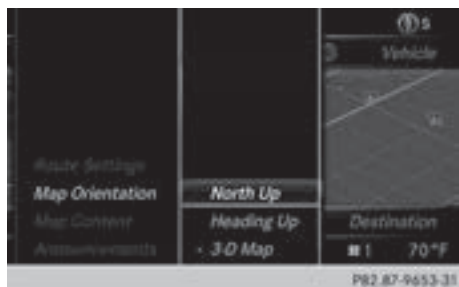 S
Vehicle
Route Settings
Map Orientation
North Up
Map Content
Heading Up
Destination
Announcements
3-D Map
1
70°F
P82.87-9653-31